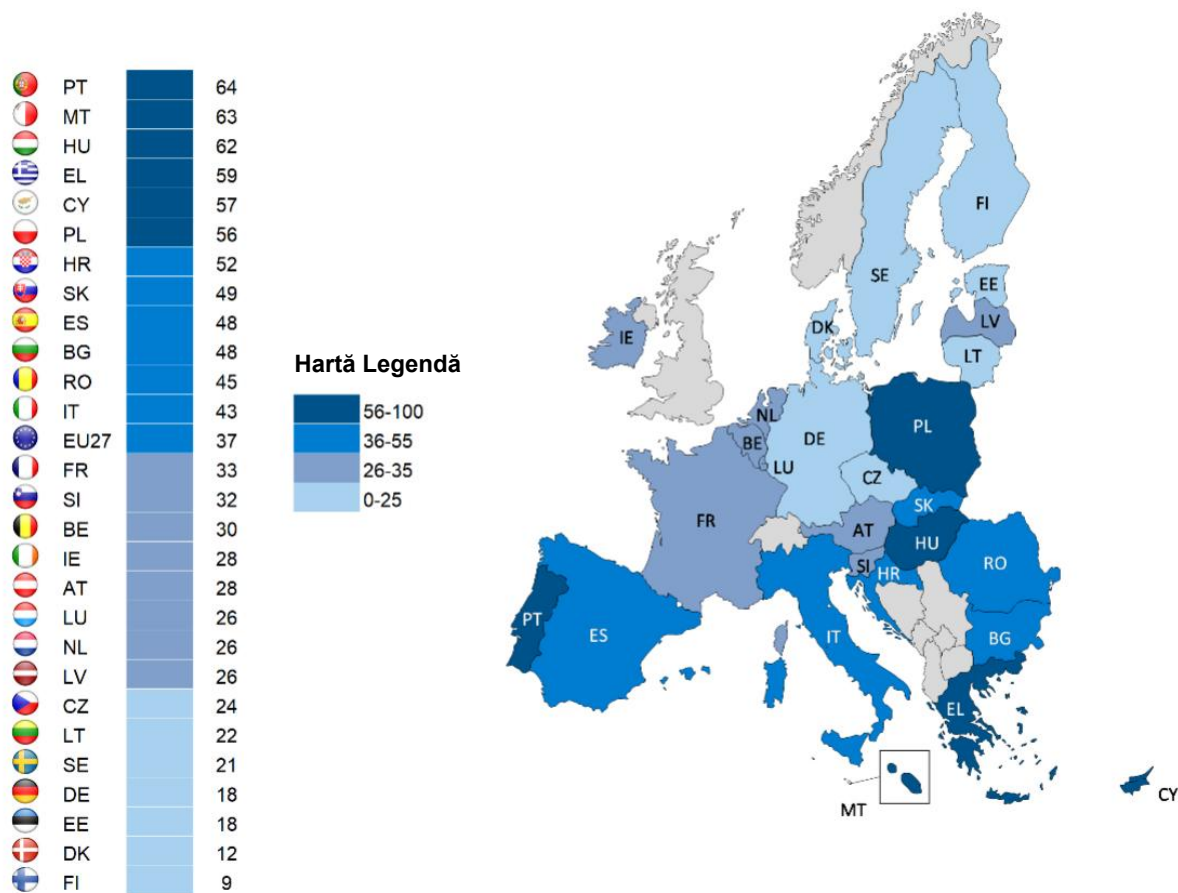 PT 64
MT 63
HU 62
EL 59
CY 57
PL 56
HR 52
SK 49
ES 48
BG 48
RO 45
IT 43
EU27 37
FR 33
SI 32
BE 30
IE 28
AT 28
LU 26
NL 26
LV 26
CZ 24
LT 22
SE 21
DE 18
EE 18
DK 12
FI 9
Hartă Legendă
56-100
36-55
26-35
0-25
FI
SE
EE
LV
LT
DK
IE
NL
BE
LU
DE
PL
CZ
SK
FR
AT
HU
SI
HR
RO
PT
ES
IT
BG
EL
MT
CY